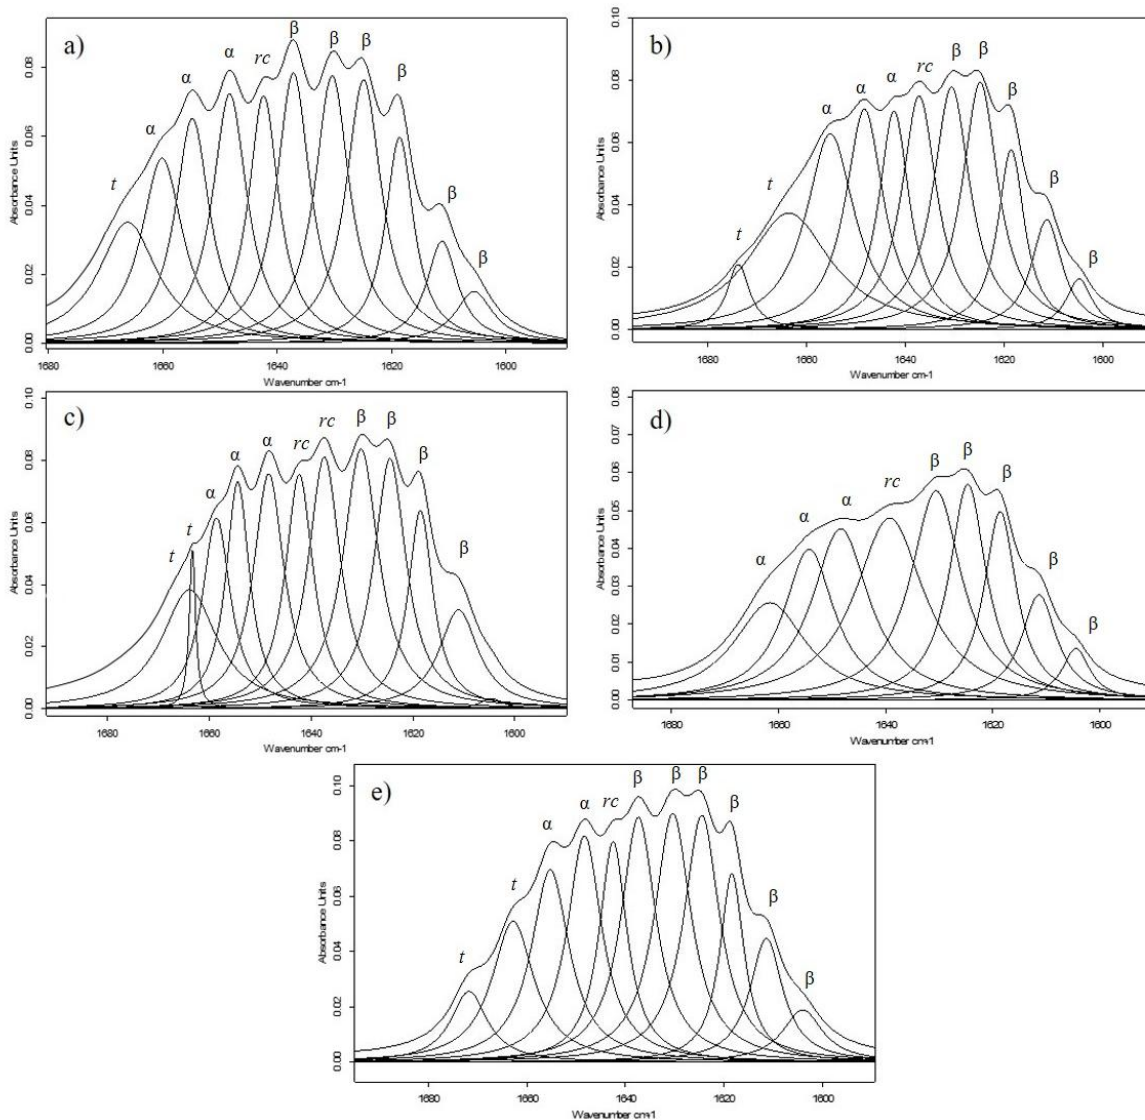 a)
t α α α rc β β β β β β
Absorbance Units
0.00 0.02 0.04 0.06 0.08
1680 1660 1640 1620 1600
Wavenumber cm-1
b)
t t α α α rc β β β β β
Absorbance Units
0.00 0.02 0.04 0.06 0.08 0.10
1680 1660 1640 1620 1600
Wavenumber cm-1
c)
t t α α α rc rc β β β β
Absorbance Units
0.00 0.02 0.04 0.06 0.08 0.10
1680 1660 1640 1620 1600
Wavenumber cm-1
d)
α α α rc β β β β β
Absorbance Units
0.00 0.01 0.02 0.03 0.04 0.05 0.06 0.07 0.08
1680 1660 1640 1620 1600
Wavenumber cm-1
e)
t t α α rc β β β β β β
Absorbance Units
0.00 0.02 0.04 0.06 0.08 0.10
1680 1660 1640 1620 1600
Wavenumber cm-1